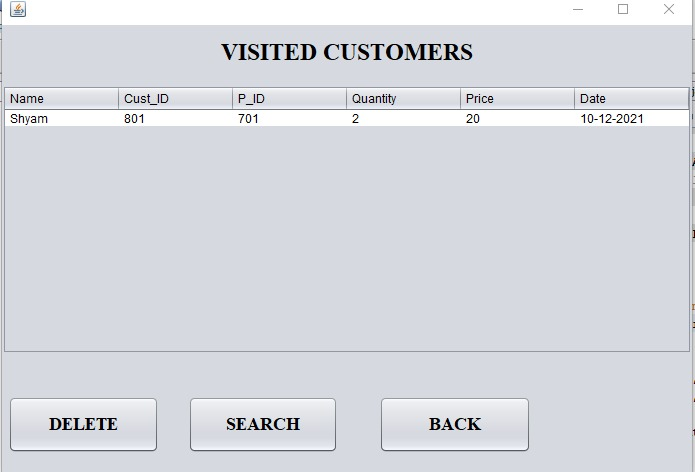 VISITED CUSTOMERS
Name Cust_ID P_ID Quantity Price Date
Shyam 801 701 2 20 10-12-2021
DELETE SEARCH BACK